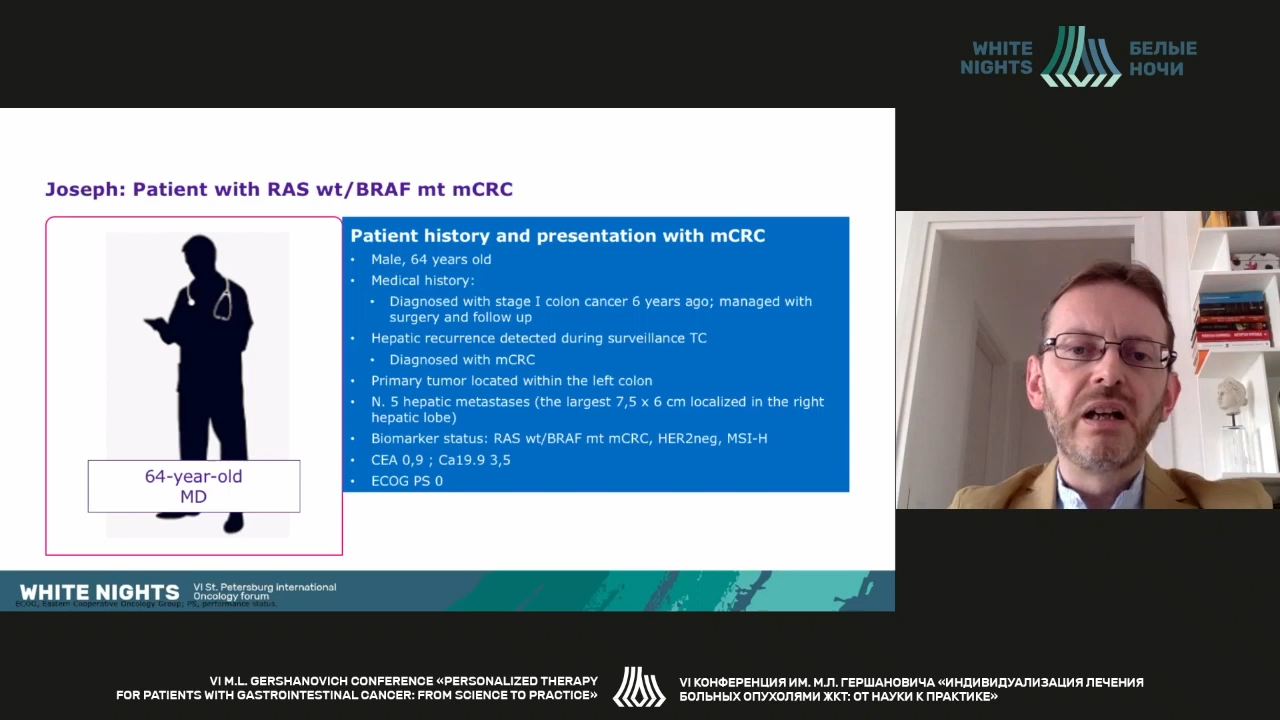 WHITE
NIGHTS
БЕЛЫЕ
НОЧИ
Joseph: Patient with RAS wt/BRAF mt mCRC
Patient history and presentation with mCRC
• Male, 64 years old
• Medical history:
• Diagnosed with stage I colon cancer 6 years ago; managed with
surgery and follow up
• Hepatic recurrence detected during surveillance TC
• Diagnosed with mCRC
• Primary tumor located within the left colon
• N. 5 hepatic metastases (the largest 7,5 x 6 cm localized in the right
hepatic lobe)
• Biomarker status: RAS wt/BRAF mt mCRC, HER2neg, MSI-H
• CEA 0,9 ; Ca19.9 3,5
• ECOG PS 0
64-year-old
MD
WHITE NIGHTS
VI St. Petersburg international
Oncology forum
ECOG, Eastern Cooperative Oncology Group; PS, performance status.
VI M.L. GERSHANOVICH CONFERENCE «PERSONALIZED THERAPY
FOR PATIENTS WITH GASTROINTESTINAL CANCER: FROM SCIENCE TO PRACTICE»
VI КОНФЕРЕНЦИЯ ИМ. М.Л. ГЕРШАНОВИЧА «ИНДИВИДУАЛИЗАЦИЯ ЛЕЧЕНИЯ
БОЛЬНЫХ ОПУХОЛЯМИ ЖКТ: ОТ НАУКИ К ПРАКТИКЕ»